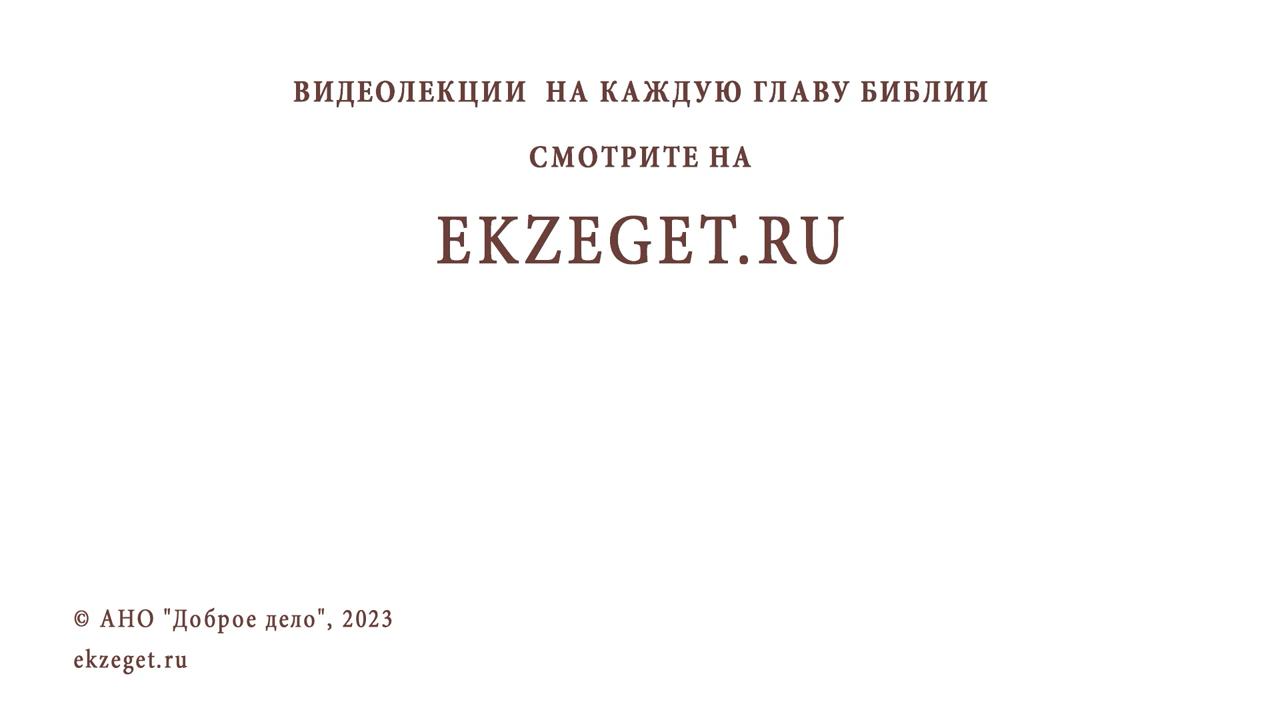 ВИДЕОЛЕКЦИИ НА КАЖДУЮ ГЛАВУ БИБЛИИ
СМОТРИТЕ НА
EKZEGET.RU
© АНО "Доброе дело", 2023
ekzeget.ru